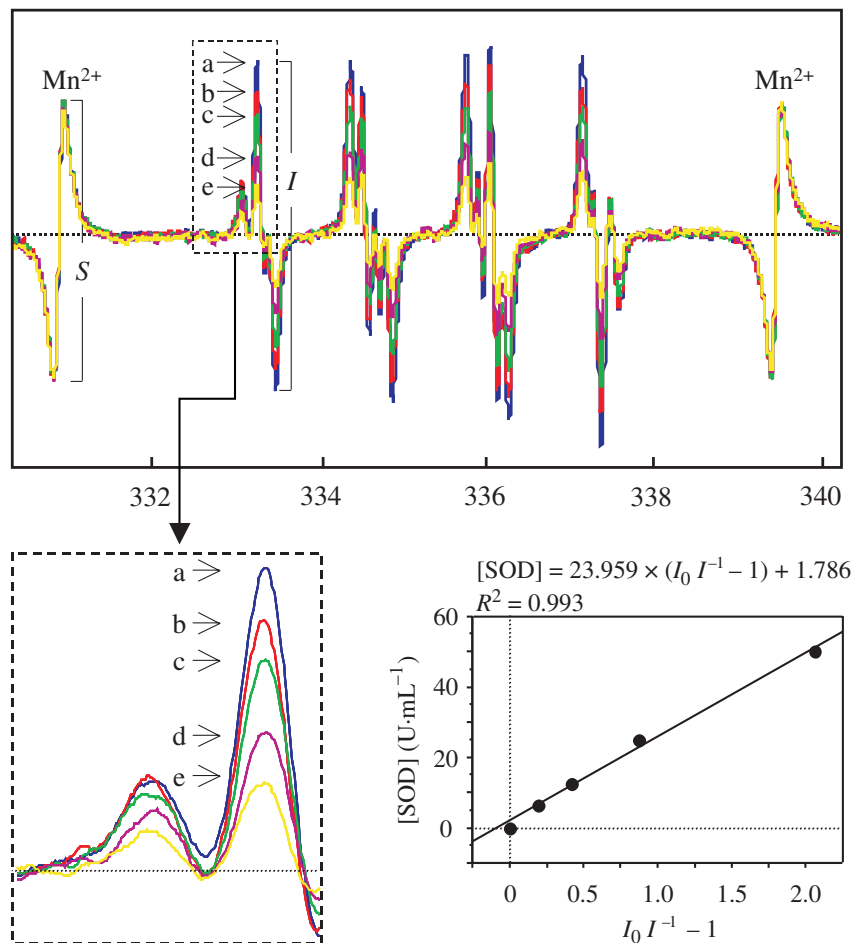 Mn²⁺
a
b
c
d
e
I
S
Mn²⁺
332 334 336 338 340
a
b
c
d
e
[SOD] = 23.959 × (I₀ I⁻¹ – 1) + 1.786
R² = 0.993
[SOD] (U·mL⁻¹)
60
40
20
0
0 0.5 1.0 1.5 2.0
I₀ I⁻¹ – 1